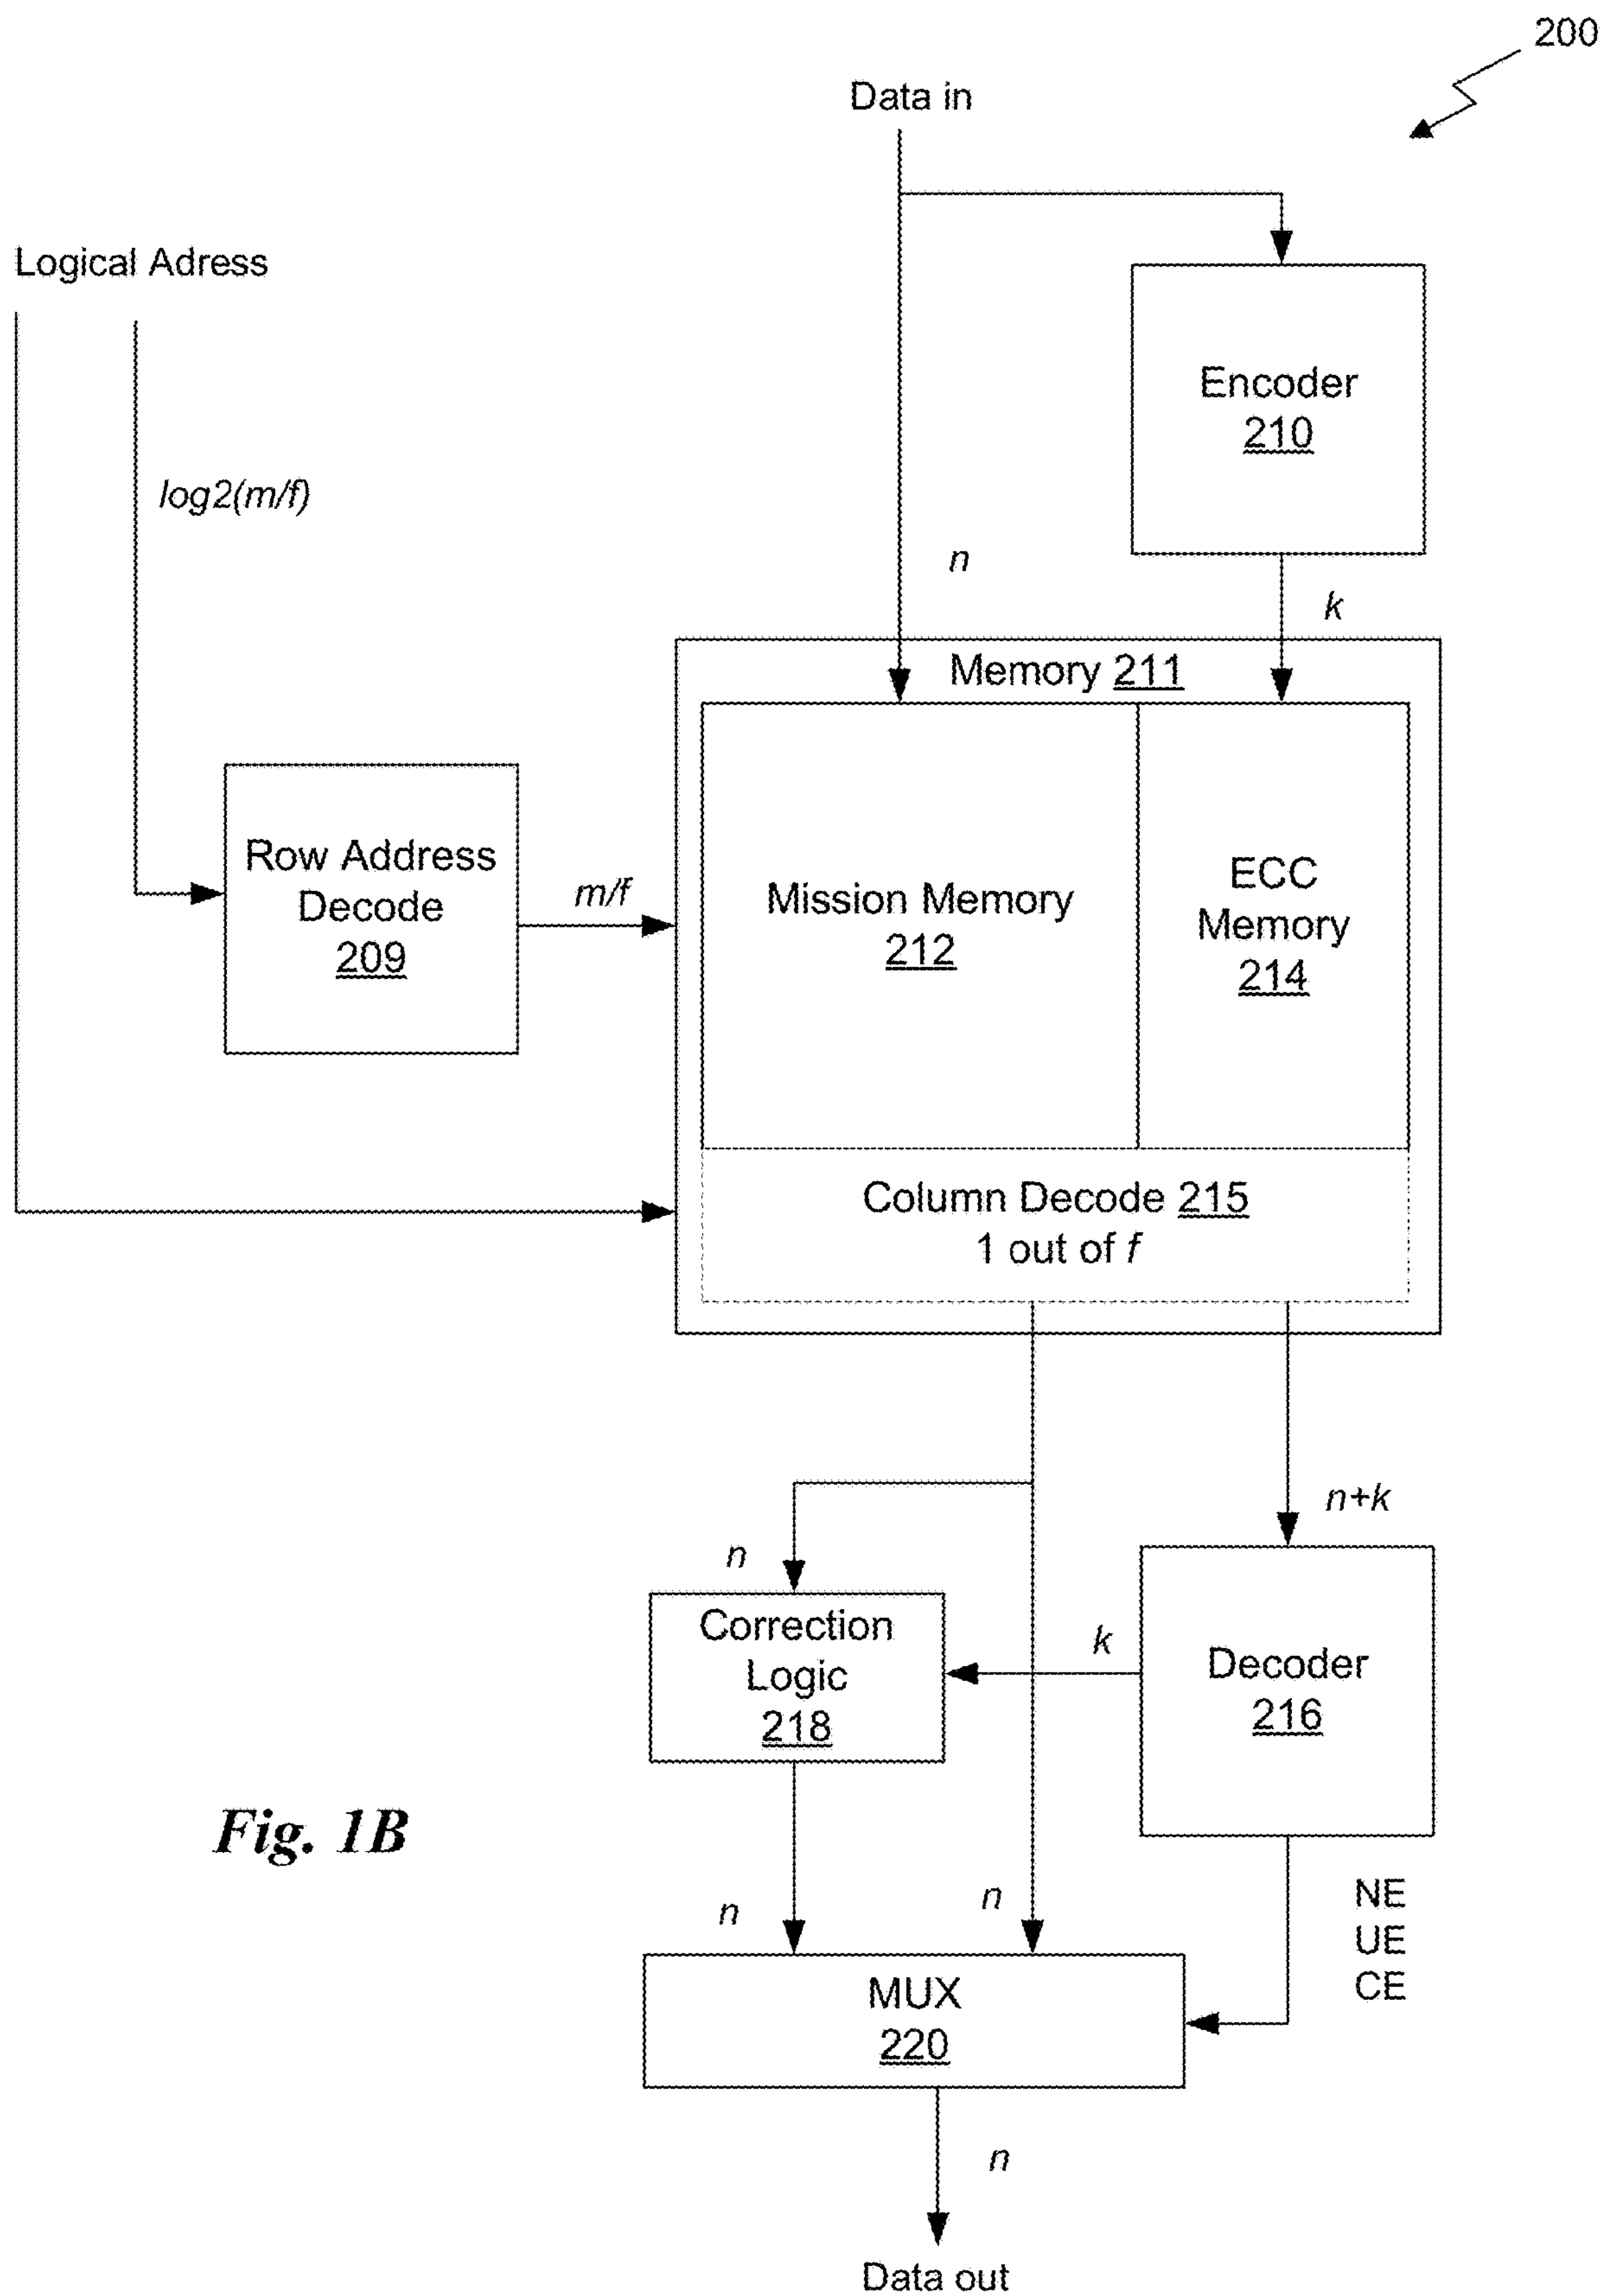 200
Data in
Logical Adress
Encoder
210
log2(m/f)
n
k
Memory 211
Row Address
Decode
209
m/f
Mission Memory
212
ECC
Memory
214
Column Decode 215
1 out of f
n+k
n
Correction
Logic
218
k
Decoder
216
Fig. 1B
n
n
NE
UE
CE
MUX
220
n
Data out